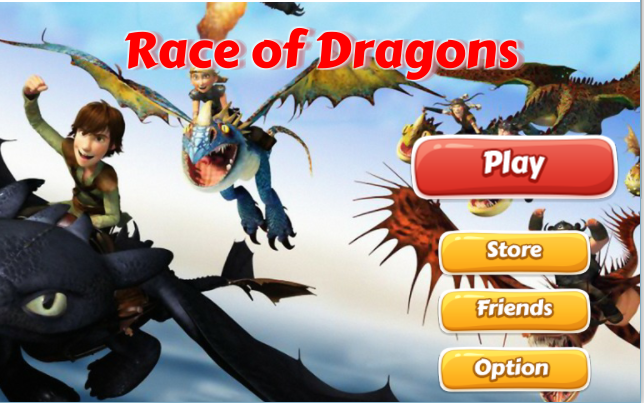 Race of Dragons
Play
Store
Friends
Option